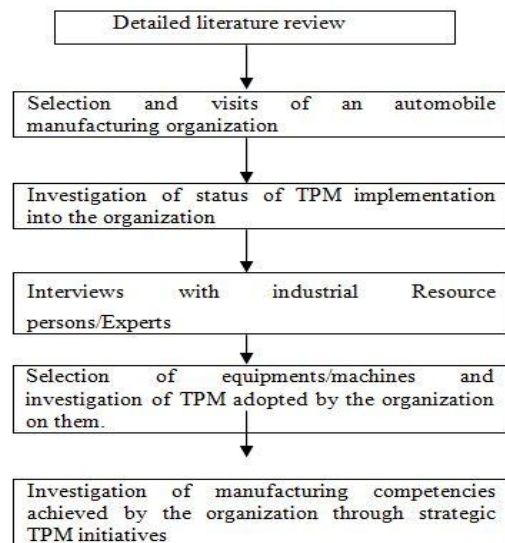 Detailed literature review
Selection and visits of an automobile
manufacturing organization
Investigation of status of TPM implementation
into the organization
Interviews with industrial Resource
persons/Experts
Selection of equipments/machines and
investigation of TPM adopted by the organization
on them.
Investigation of manufacturing competencies
achieved by the organization through strategic
TPM initiatives